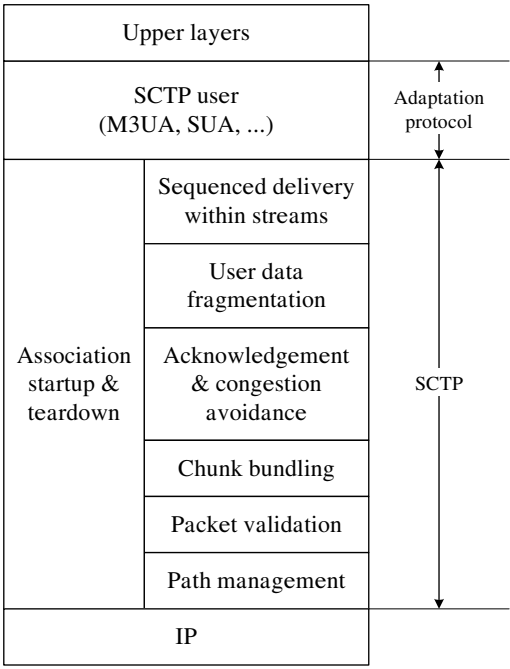 Upper layers
SCTP user
(M3UA, SUA, ...)
Adaptation
protocol
Sequenced delivery
within streams
User data
fragmentation
Association
startup &
teardown
Acknowledgement
& congestion
avoidance
SCTP
Chunk bundling
Packet validation
Path management
IP